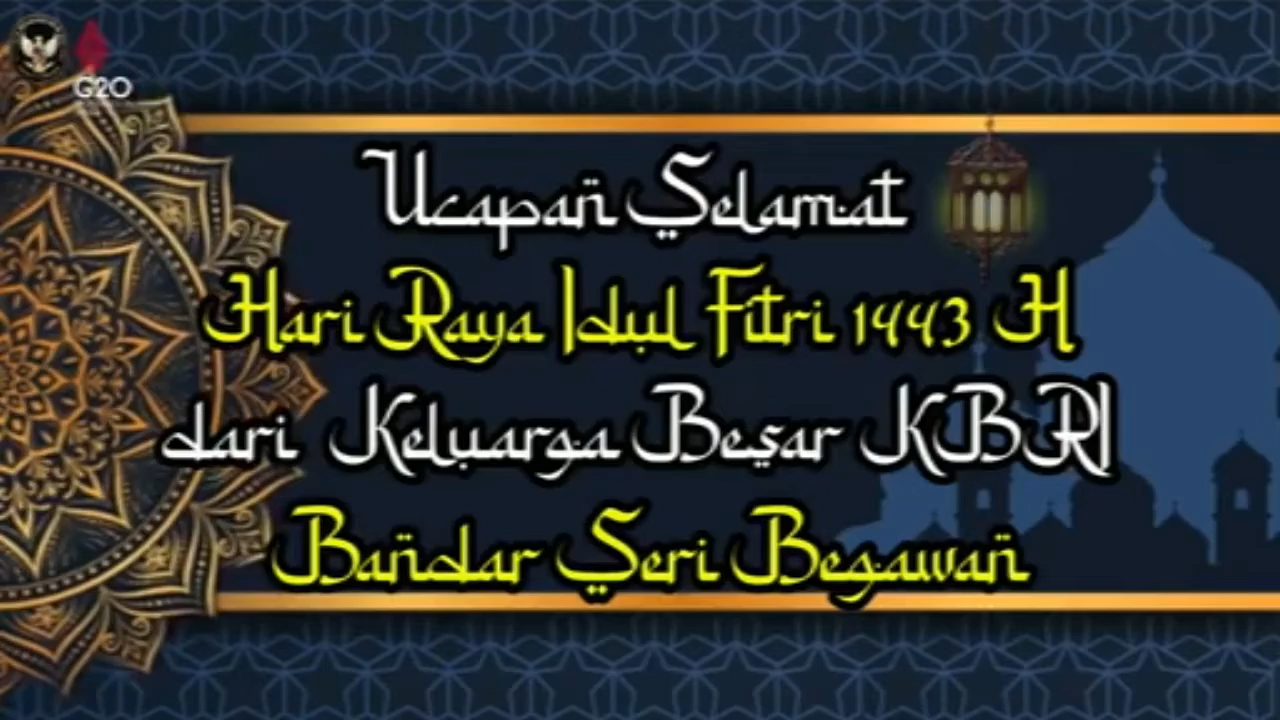 G20
Ucapan Selamat
Hari Raya Idul Fitri 1443 H
dari Keluarga Besar KBRI
Bandar Seri Begawan